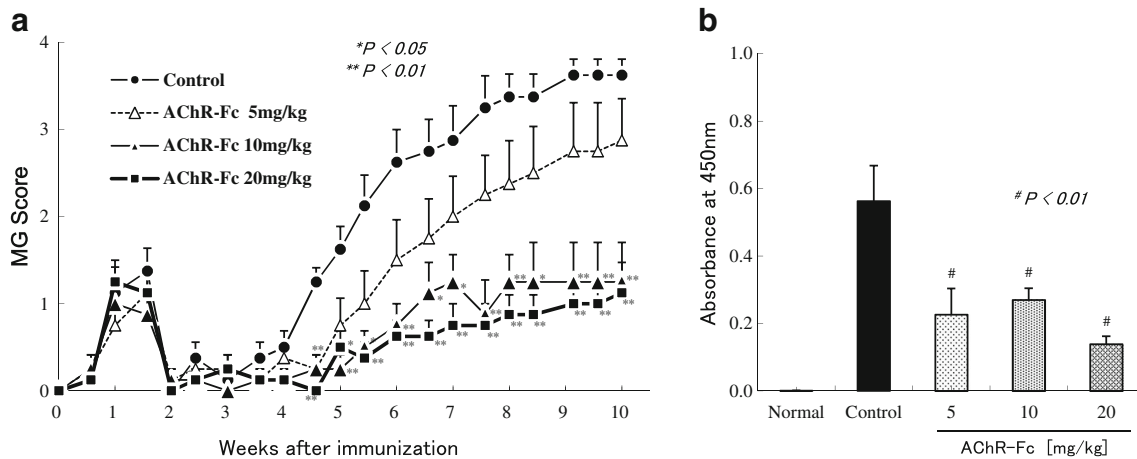 a
4
3
2
1
0
MG Score
*P < 0.05
** P < 0.01
Control
AChR-Fc 5mg/kg
AChR-Fc 10mg/kg
AChR-Fc 20mg/kg
** ** * ** * ** ** ** * * ** ** ** ** ** * ** ** ** ** ** ** **
0 1 2 3 4 5 6 7 8 9 10
Weeks after immunization
b
1.0
0.8
0.6
0.4
0.2
0.0
Absorbance at 450nm
# P < 0.01
# # #
Normal Control 5 10 20
AChR-Fc [mg/kg]